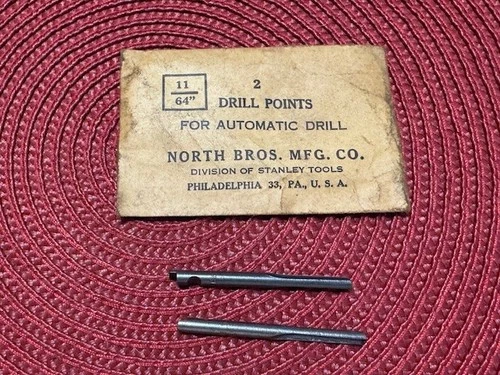 11
64"
2
DRILL POINTS
FOR AUTOMATIC DRILL
NORTH BROS. MFG. CO.
DIVISION OF STANLEY TOOLS
PHILADELPHIA 33, PA., U. S. A.